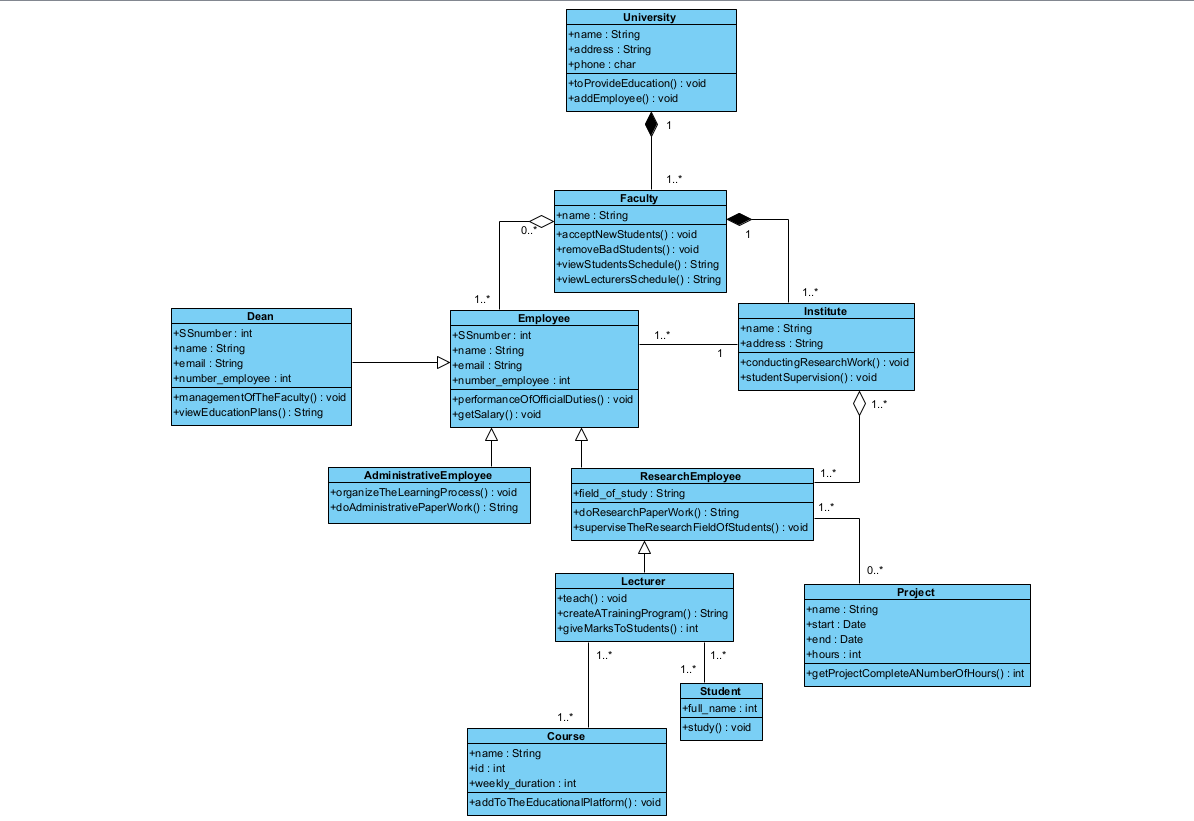 University
+name : String
+address : String
+phone : char
+toProvideEducation() : void
+addEmployee() : void
1
1..*
Faculty
+name : String
+acceptNewStudents() : void
+removeBadStudents() : void
+viewStudentsSchedule() : String
+viewLecturersSchedule() : String
0..*
1
1..*
1..*
Dean
+SSnumber : int
+name : String
+email : String
+number_employee : int
+managementOfTheFaculty() : void
+viewEducationPlans() : String
Employee
+SSnumber : int
+name : String
+email : String
+number_employee : int
+performanceOfOfficialDuties() : void
+getSalary() : void
1..*
1
Institute
+name : String
+address : String
+conductingResearchWork() : void
+studentSupervision() : void
1..*
AdministrativeEmployee
+organizeTheLearningProcess() : void
+doAdministrativePaperWork() : String
ResearchEmployee
+field_of_study : String
+doResearchPaperWork() : String
+superviseTheResearchFieldOfStudents() : void
1..*
1..*
0..*
Lecturer
+teach() : void
+createATrainingProgram() : String
+giveMarksToStudents() : int
Project
+name : String
+start : Date
+end : Date
+hours : int
+getProjectCompleteANumberOfHours() : int
1..*
1..*
1..*
Student
+full_name : int
+study() : void
1..*
Course
+name : String
+id : int
+weekly_duration : int
+addToTheEducationalPlatform() : void